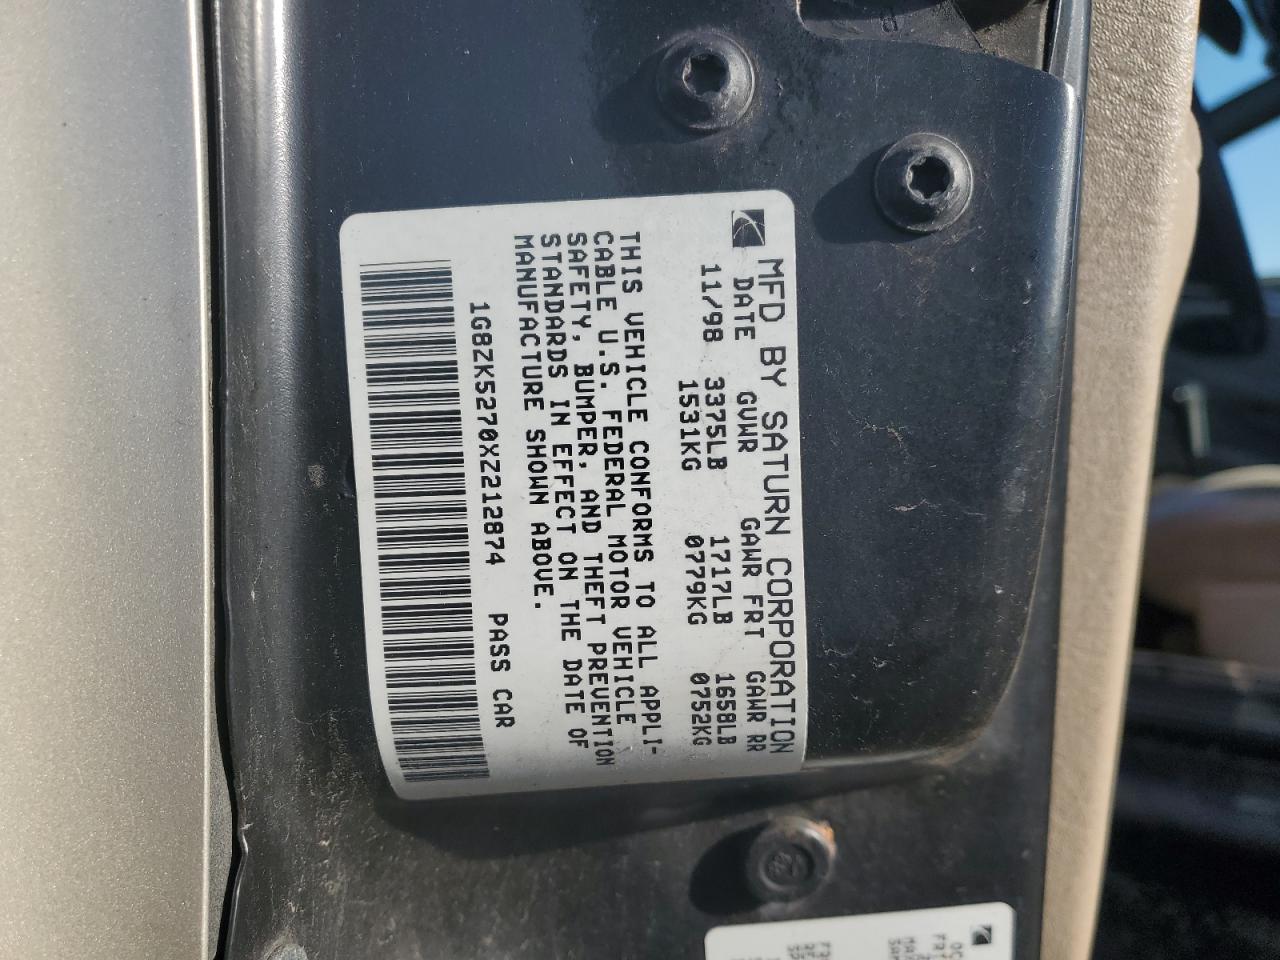 MFD BY SATURN CORPORATION
DATE GVWR GAWR FRT GAWR RR
11/98 3375LB 1717LB 1658LB
1531KG 0779KG 0752KG
THIS VEHICLE CONFORMS TO ALL APPLI-
CABLE U.S. FEDERAL MOTOR VEHICLE
SAFETY, BUMPER, AND THEFT PREVENTION
STANDARDS IN EFFECT ON THE DATE OF
MANUFACTURE SHOWN ABOVE.
1G8ZK5270XZ212874 PASS CAR